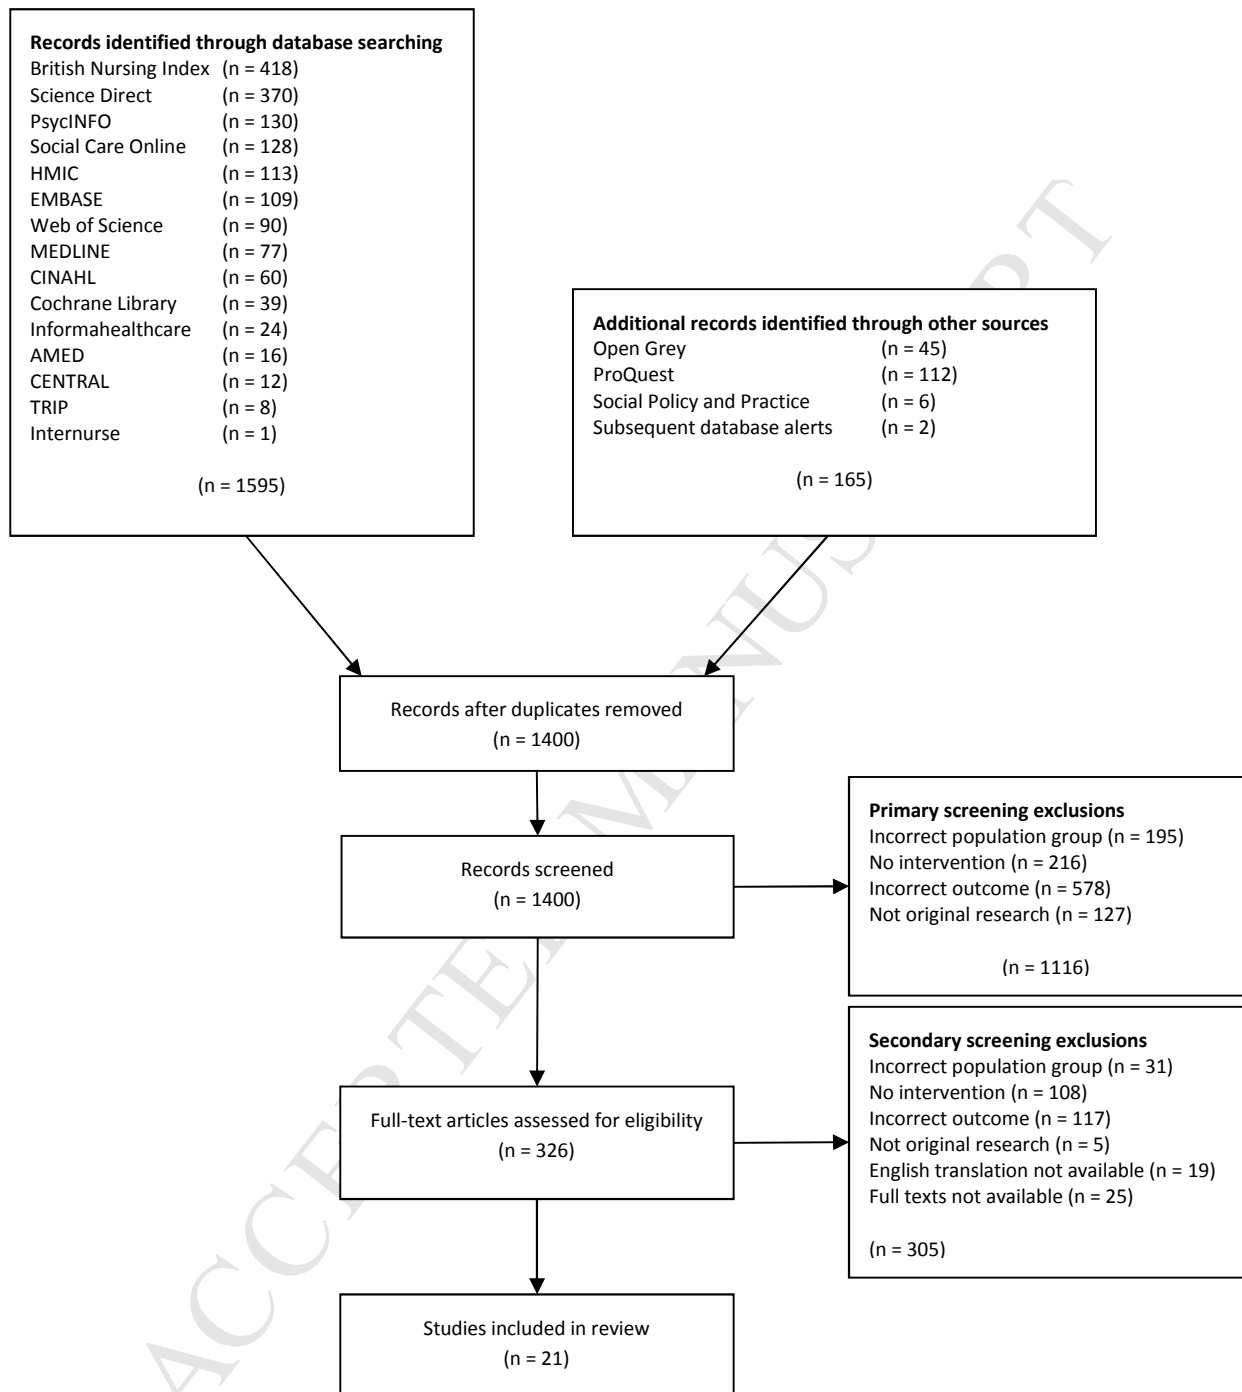 Records identified through database searching
British Nursing Index (n = 418)
Science Direct (n = 370)
PsycINFO (n = 130)
Social Care Online (n = 128)
HMIC (n = 113)
EMBASE (n = 109)
Web of Science (n = 90)
MEDLINE (n = 77)
CINAHL (n = 60)
Cochrane Library (n = 39)
Informahealthcare (n = 24)
AMED (n = 16)
CENTRAL (n = 12)
TRIP (n = 8)
Internurse (n = 1)
(n = 1595)
Additional records identified through other sources
Open Grey (n = 45)
ProQuest (n = 112)
Social Policy and Practice (n = 6)
Subsequent database alerts (n = 2)
(n = 165)
Records after duplicates removed
(n = 1400)
Records screened
(n = 1400)
Primary screening exclusions
Incorrect population group (n = 195)
No intervention (n = 216)
Incorrect outcome (n = 578)
Not original research (n = 127)
(n = 1116)
Full-text articles assessed for eligibility
(n = 326)
Secondary screening exclusions
Incorrect population group (n = 31)
No intervention (n = 108)
Incorrect outcome (n = 117)
Not original research (n = 5)
English translation not available (n = 19)
Full texts not available (n = 25)
(n = 305)
Studies included in review
(n = 21)
ACCEPTED MANUSCRIPT